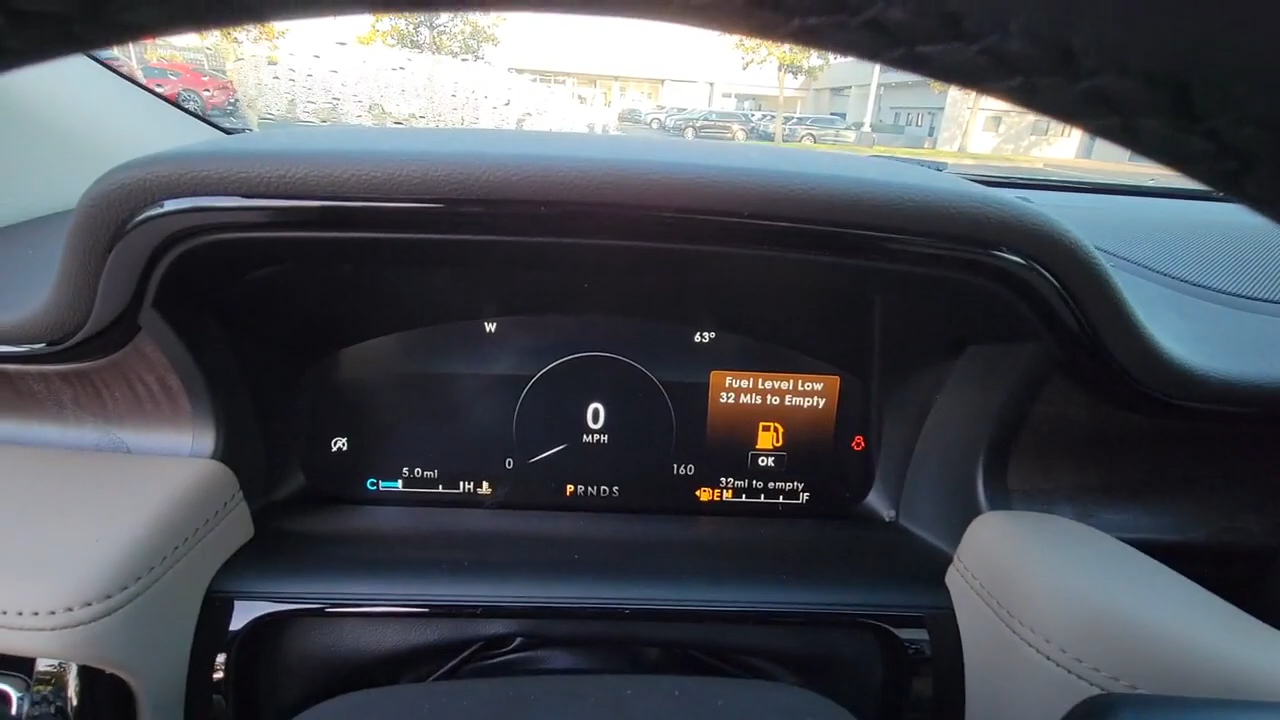 W
63°
Fuel Level Low
32 Mls to Empty
0
MPH
OK
0
160
5.0mi
C H
PRNDS
32mi to empty
E F